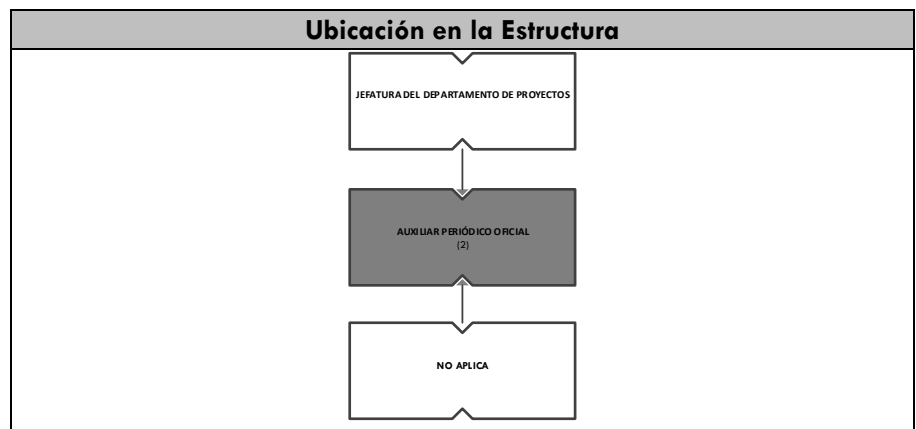 Ubicación en la Estructura
JEFATURA DEL DEPARTAMENTO DE PROYECTOS
AUXILIAR PERIÓDICO OFICIAL
(2)
NO APLICA